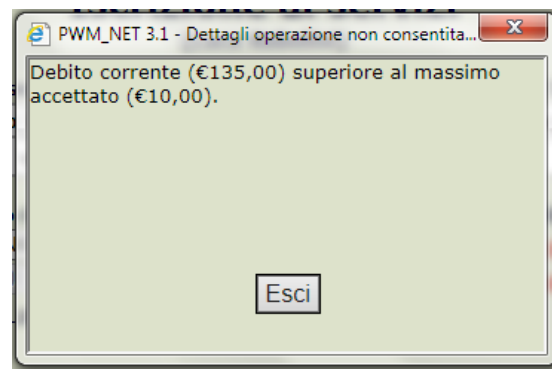 PWM_NET 3.1 - Dettagli operazione non consentita...
Debito corrente (€135,00) superiore al massimo
accettato (€10,00).
Esci